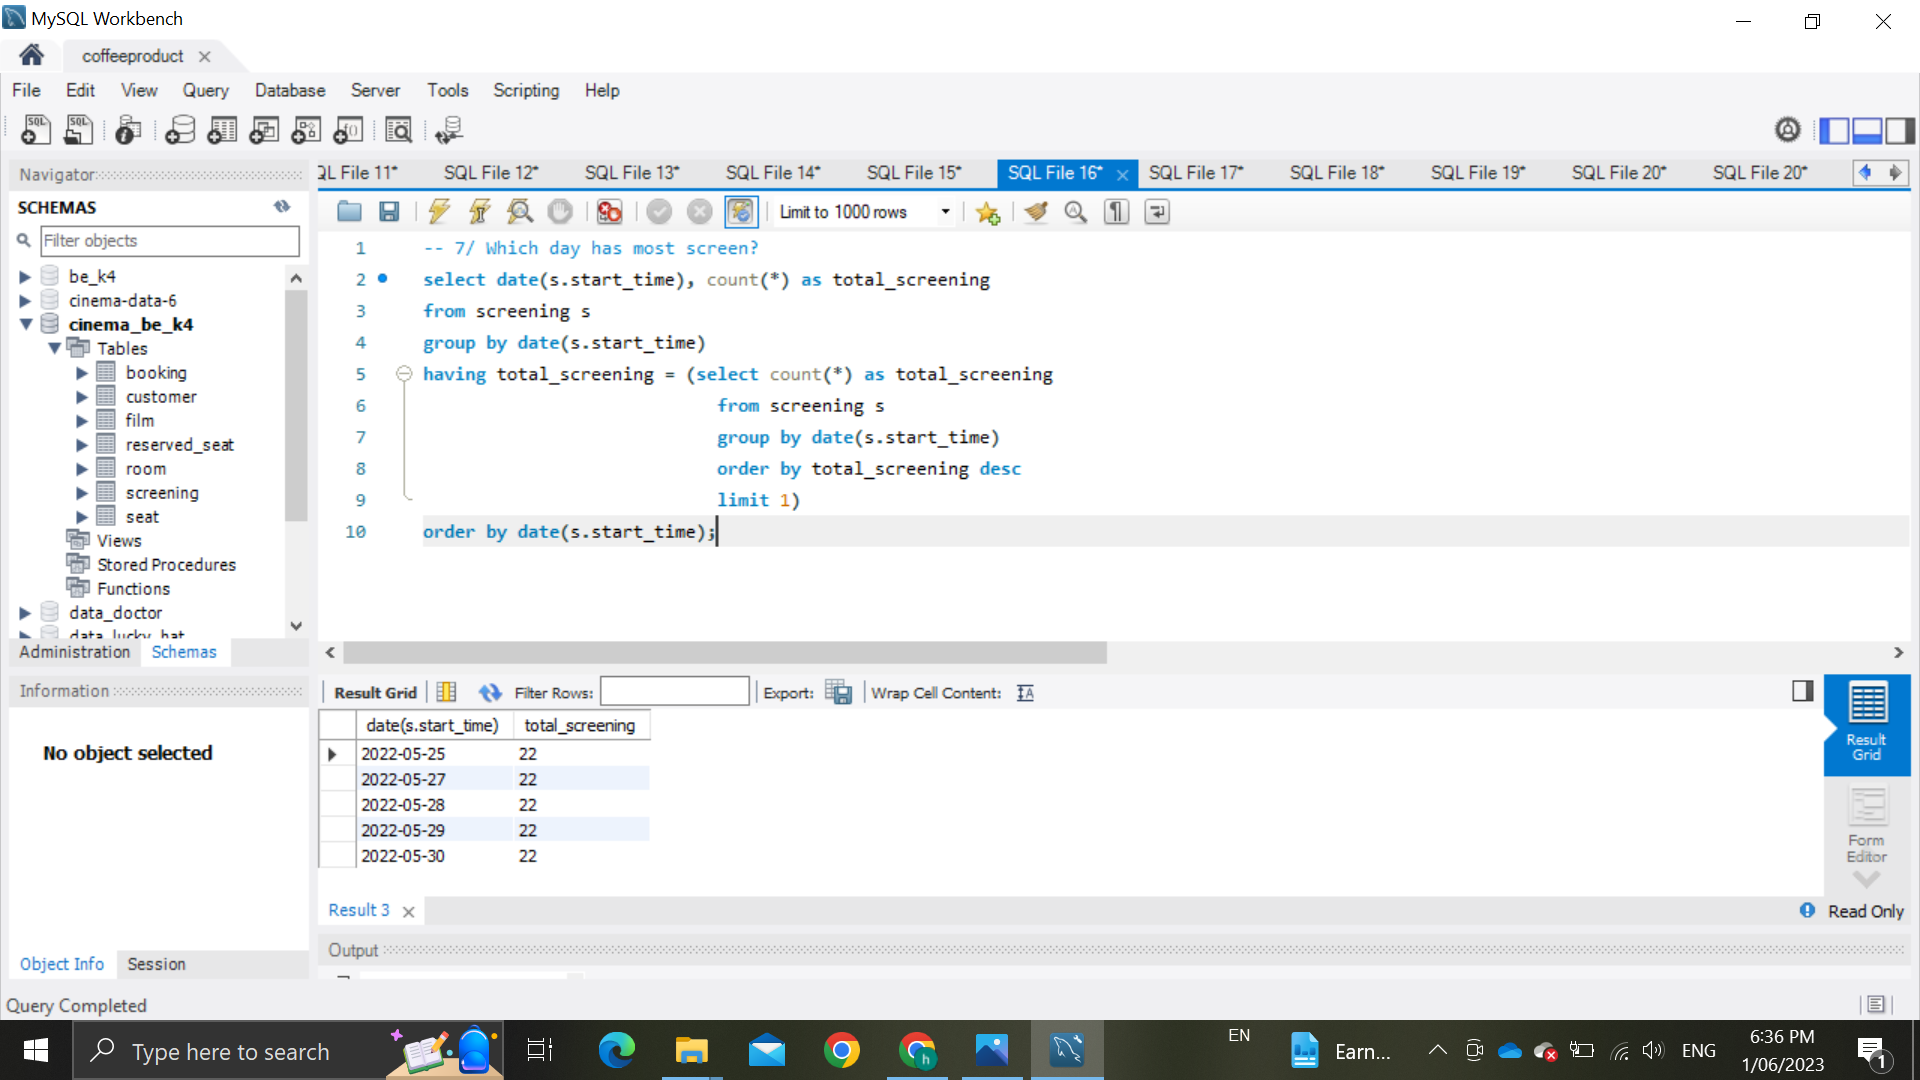 MySQL Workbench
coffeeproduct
File Edit View Query Database Server Tools Scripting Help
Navigator
QL File 11* SQL File 12* SQL File 13* SQL File 14* SQL File 15* SQL File 16* SQL File 17* SQL File 18* SQL File 19* SQL File 20* SQL File 20*
SCHEMAS
Limit to 1000 rows
Filter objects
be_k4
cinema-data-6
cinema_be_k4
Tables
booking
customer
film
reserved_seat
room
screening
seat
Views
Stored Procedures
Functions
data_doctor
data_lucky_hat
Administration Schemas
1 -- 7/ Which day has most screen?
2 select date(s.start_time), count(*) as total_screening
3 from screening s
4 group by date(s.start_time)
5 having total_screening = (select count(*) as total_screening
6 from screening s
7 group by date(s.start_time)
8 order by total_screening desc
9 limit 1)
10 order by date(s.start_time);
Information
No object selected
Object Info Session
Result Grid Filter Rows: Export: Wrap Cell Content:
date(s.start_time) total_screening
2022-05-25 22
2022-05-27 22
2022-05-28 22
2022-05-29 22
2022-05-30 22
Result
Grid
Form
Editor
Result 3
Read Only
Output
Query Completed
Type here to search
EN
Earn...
ENG
6:36 PM
1/06/2023
1